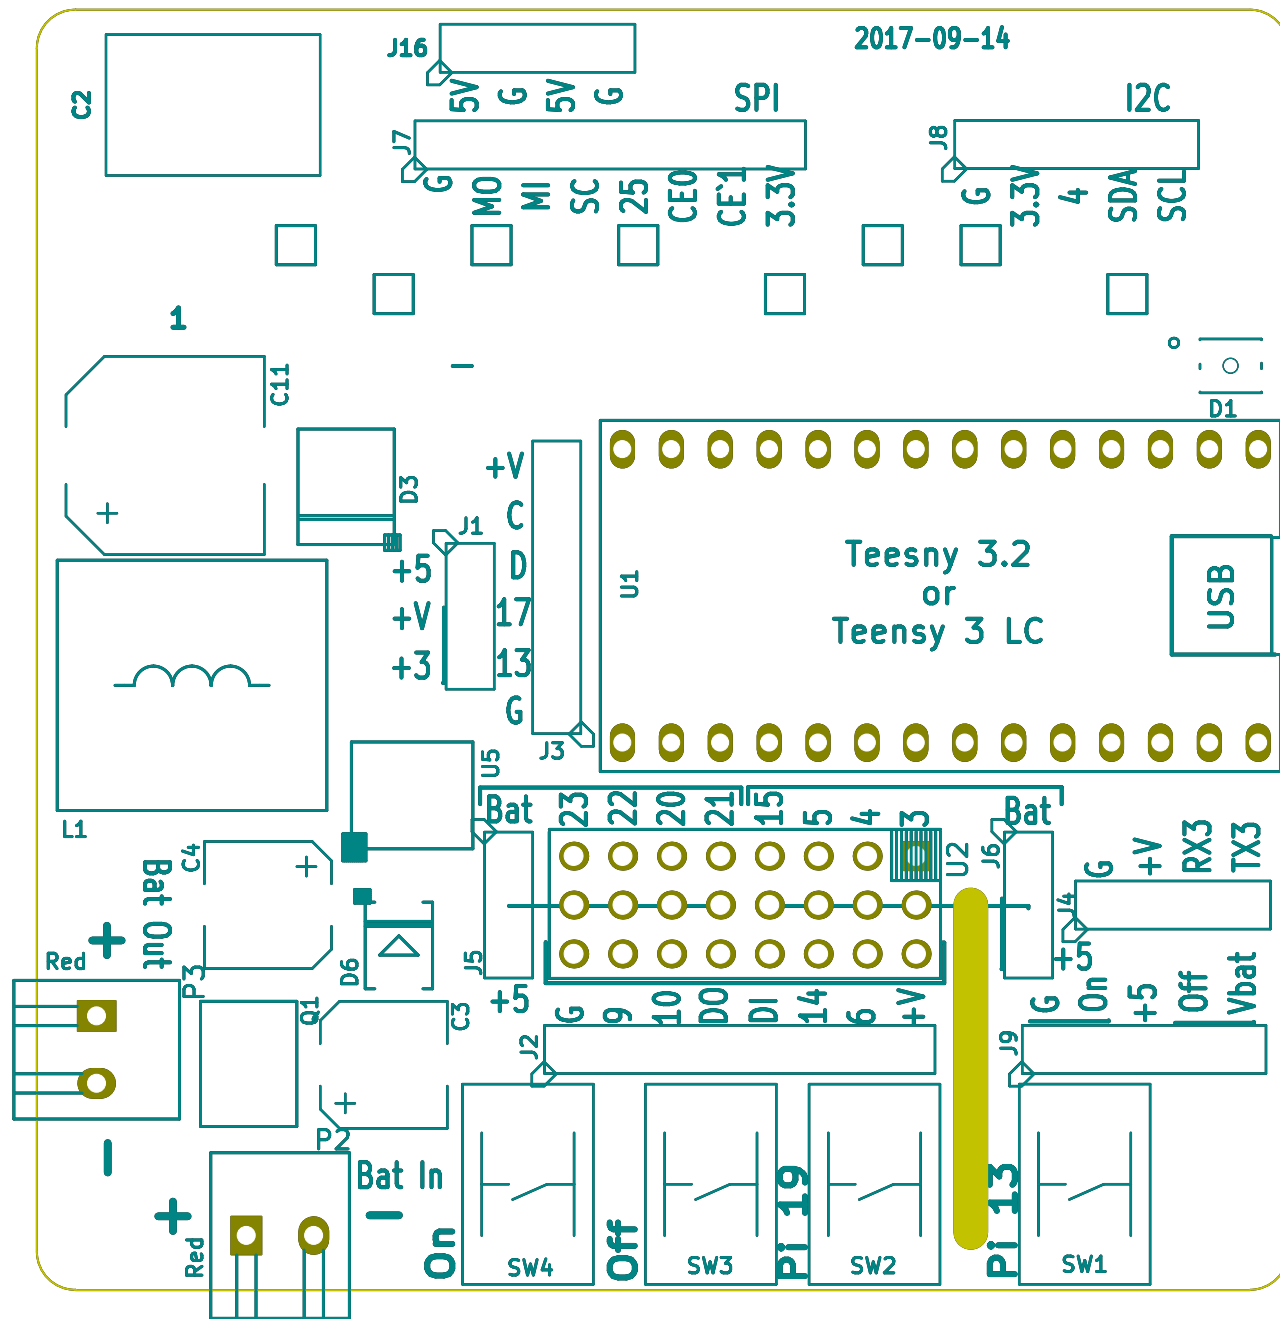 J16
2017-09-14
C2
5V
G
5V
G
SPI
I2C
J7
J8
G
MO
MI
SC
25
CE0
CE`1
3.3V
G
3.3V
4
SDA
SCL
1
-
C11
D1
+
D3
+V
C
D
17
13
G
J1
+5
+V
+3
J3
U1
Teesny 3.2
or
Teensy 3 LC
USB
U5
L1
Bat
23
22
20
21
15
5
4
3
Bat
U2
J6
C4
+
Bat Out
G
+V
RX3
TX3
J4
+
Red
P3
D6
J5
+5
+5
Q1
C3
G
9
10
DO
DI
14
6
+V
G
On
+5
Off
Vbat
J2
J9
+
-
P2
Bat In
+
-
Red
On
Off
Pi 19
Pi 13
SW4
SW3
SW2
SW1